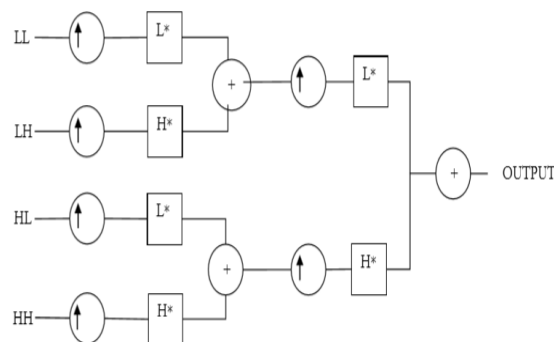 LL L*
+ L*
LH H*
+ OUTPUT
HL L*
+ H*
HH H*